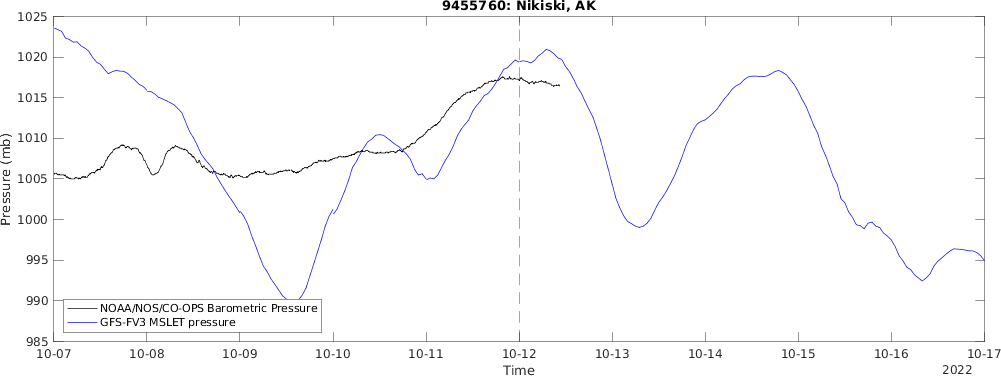 9455760: Nikiski, AK
1025
1020
1015
1010
1005
1000
995
990
985
Pressure (mb)
NOAA/NOS/CO-OPS Barometric Pressure
GFS-FV3 MSLET pressure
10-07 10-08 10-09 10-10 10-11 10-12 10-13 10-14 10-15 10-16 10-17
Time
2022